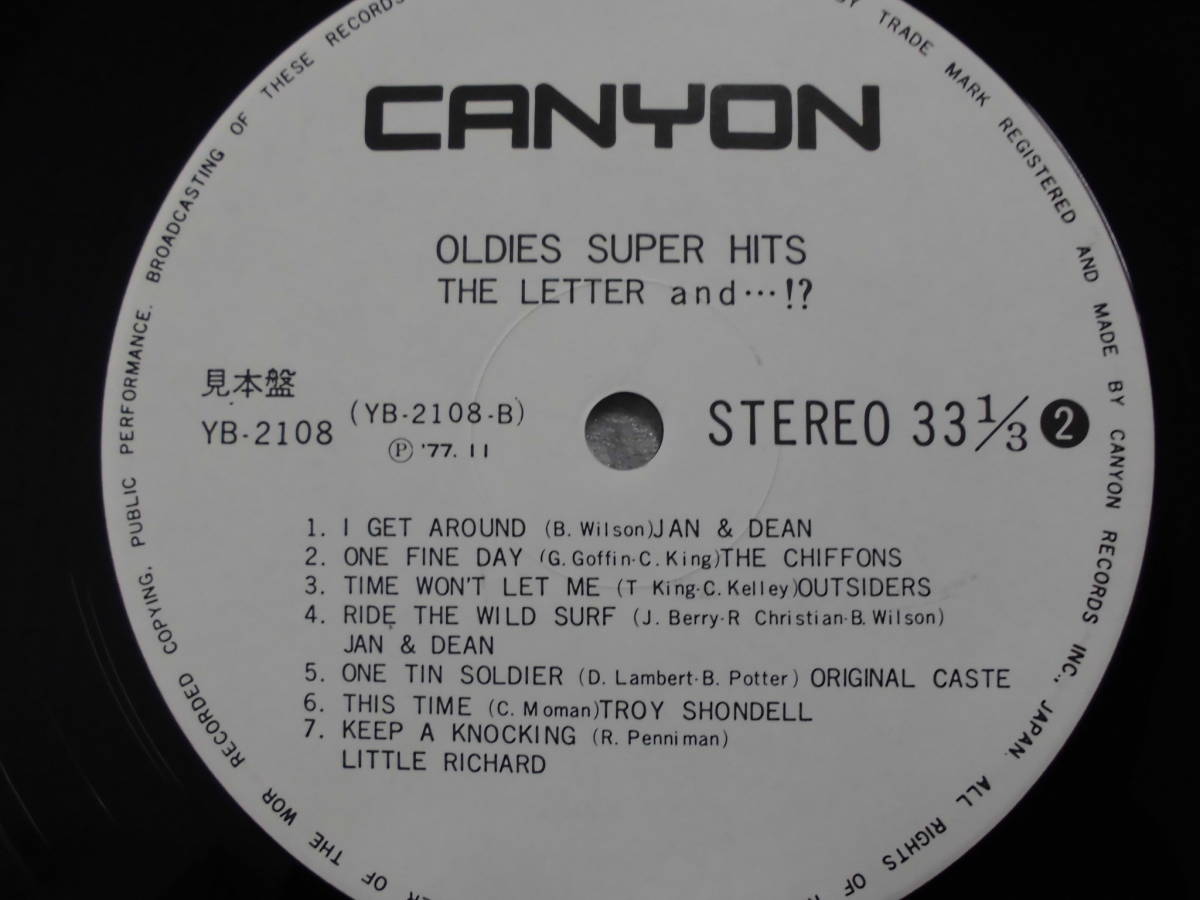 CANYON
OLDIES SUPER HITS
THE LETTER and…!?
見本盤
YB-2108 (YB-2108-B)
Ⓟ '77. 11
STEREO 33 1/3 2
1. I GET AROUND (B. Wilson)JAN & DEAN
2. ONE FINE DAY (G. Goffin-C. King)THE CHIFFONS
3. TIME WON'T LET ME (T King-C. Kelley)OUTSIDERS
4. RIDE THE WILD SURF (J. Berry-R Christian-B. Wilson)
JAN & DEAN
5. ONE TIN SOLDIER (D. Lambert-B. Potter) ORIGINAL CASTE
6. THIS TIME (C. Moman)TROY SHONDELL
7. KEEP A KNOCKING (R. Penniman)
LITTLE RICHARD
TRADE MARK REGISTERED AND MADE BY CANYON RECORDS INC., JAPAN. ALL RIGHTS OF
OF THE WOR RECORDED COPYING, PUBLIC PERFORMANCE. BROADCASTING OF THESE RECORDS